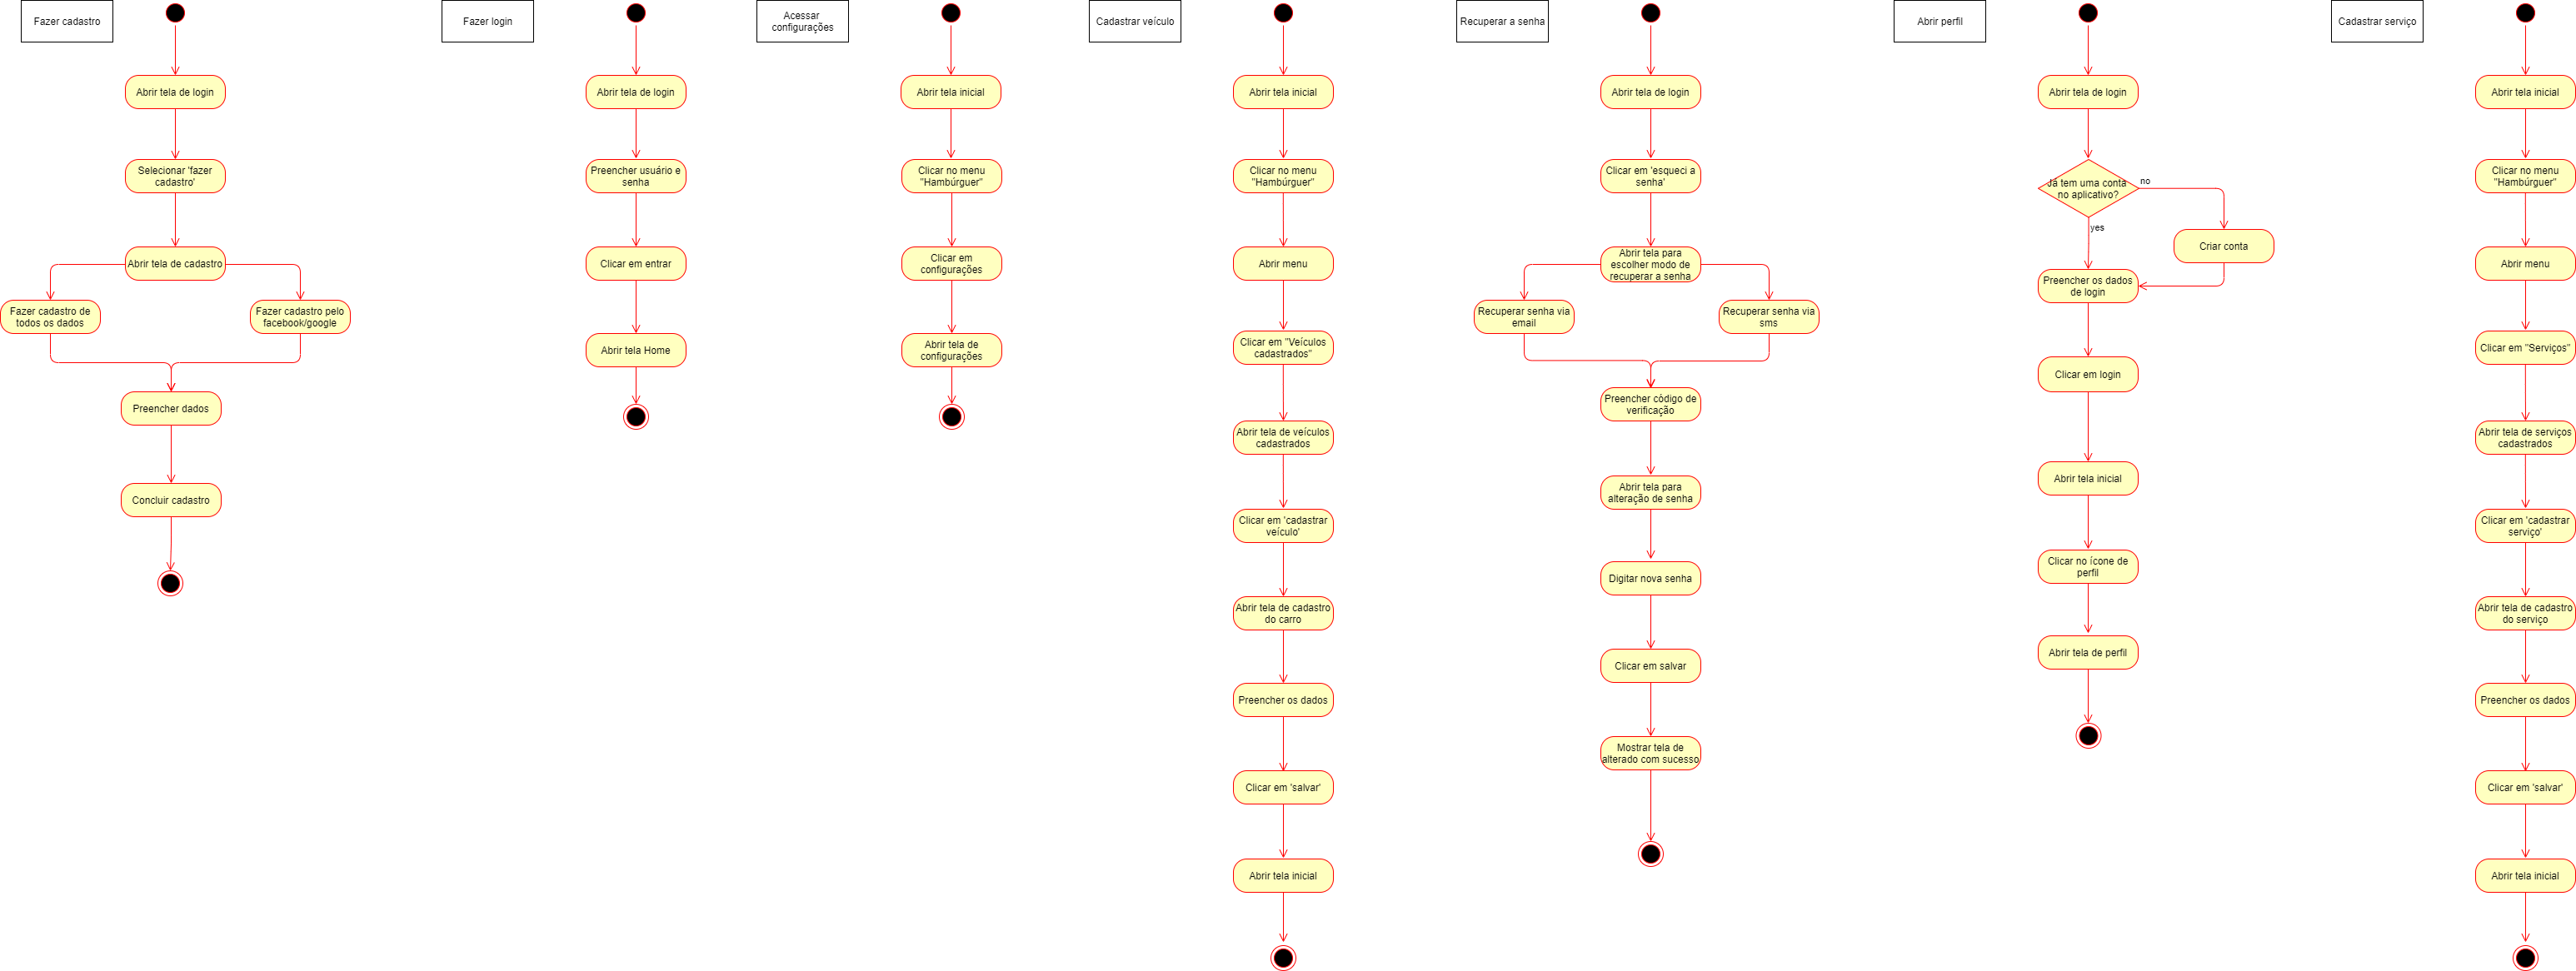 Fazer cadastro
Abrir tela de login
Selecionar 'fazer
cadastro'
Abrir tela de cadastro
Fazer cadastro de
todos os dados
Fazer cadastro pelo
facebook/google
Preencher dados
Concluir cadastro
Fazer login
Abrir tela de login
Preencher usuário e
senha
Clicar em entrar
Abrir tela Home
Acessar
configurações
Abrir tela inicial
Clicar no menu
"Hambúrguer"
Clicar em
configurações
Abrir tela de
configurações
Cadastrar veículo
Abrir tela inicial
Clicar no menu
"Hambúrguer"
Abrir menu
Clicar em "Veículos
cadastrados"
Abrir tela de veículos
cadastrados
Clicar em 'cadastrar
veículo'
Abrir tela de cadastro
do carro
Preencher os dados
Clicar em 'salvar'
Abrir tela inicial
Recuperar a senha
Abrir tela de login
Clicar em 'esqueci a
senha'
Abrir tela para
escolher modo de
recuperar a senha
Recuperar senha via
email
Recuperar senha via
sms
Preencher código de
verificação
Abrir tela para
alteração de senha
Digitar nova senha
Clicar em salvar
Mostrar tela de
alterado com sucesso
Abrir perfil
Abrir tela de login
Já tem uma conta
no aplicativo?
no
yes
Criar conta
Preencher os dados
de login
Clicar em login
Abrir tela inicial
Clicar no ícone de
perfil
Abrir tela de perfil
Cadastrar serviço
Abrir tela inicial
Clicar no menu
"Hambúrguer"
Abrir menu
Clicar em "Serviços"
Abrir tela de serviços
cadastrados
Clicar em 'cadastrar
serviço'
Abrir tela de cadastro
do serviço
Preencher os dados
Clicar em 'salvar'
Abrir tela inicial